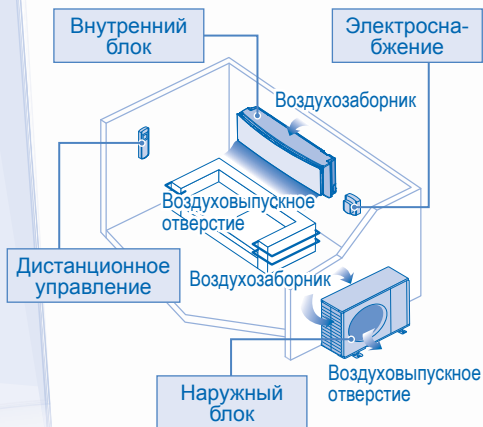 Внутренний
блок
Электросна-
бжение
Воздухозаборник
Воздуховыпускное
отверстие
Дистанционное
управление
Воздухозаборник
Воздуховыпускное
отверстие
Наружный
блок